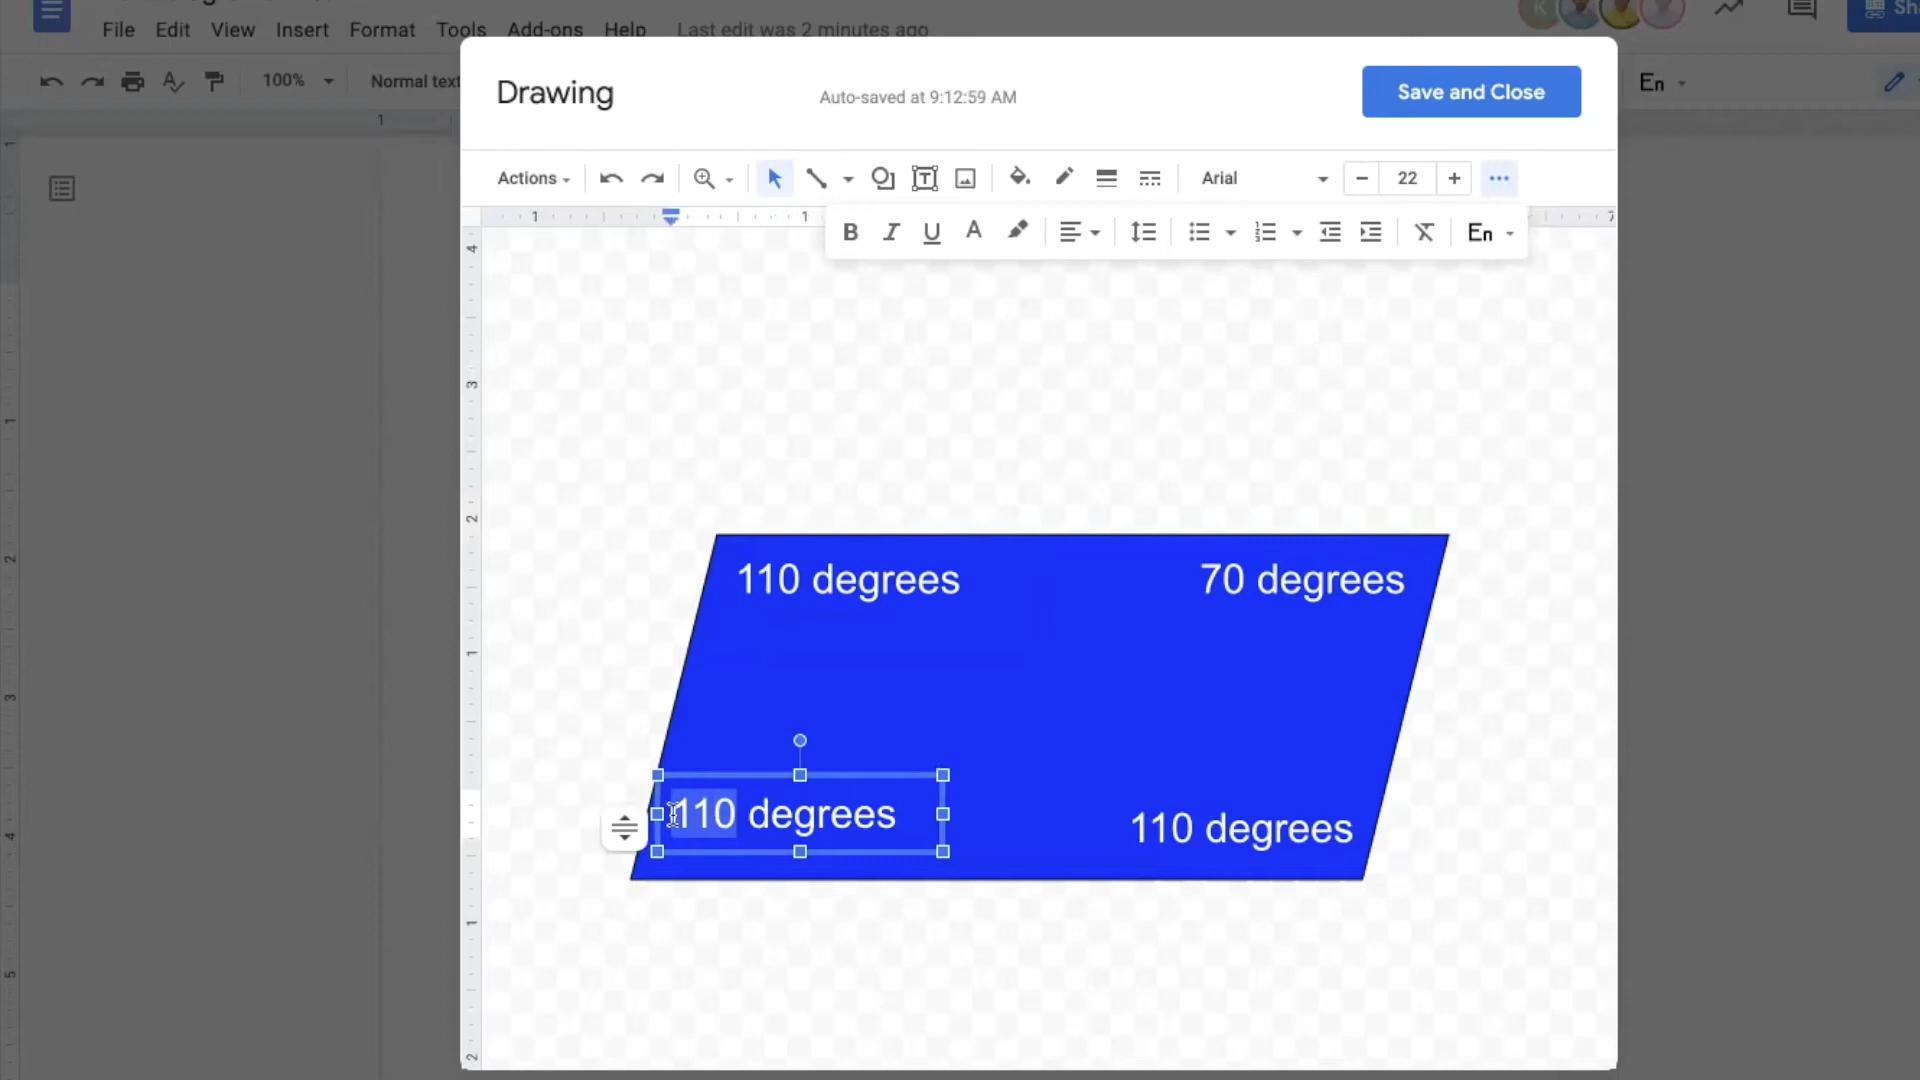 File Edit View Insert Format Tools Add-ons Help Last edit was 2 minutes ago
100% Normal text
Drawing
Auto-saved at 9:12:59 AM
Save and Close
Actions
Arial
22
En
B I U A
En
110 degrees
70 degrees
110 degrees
110 degrees